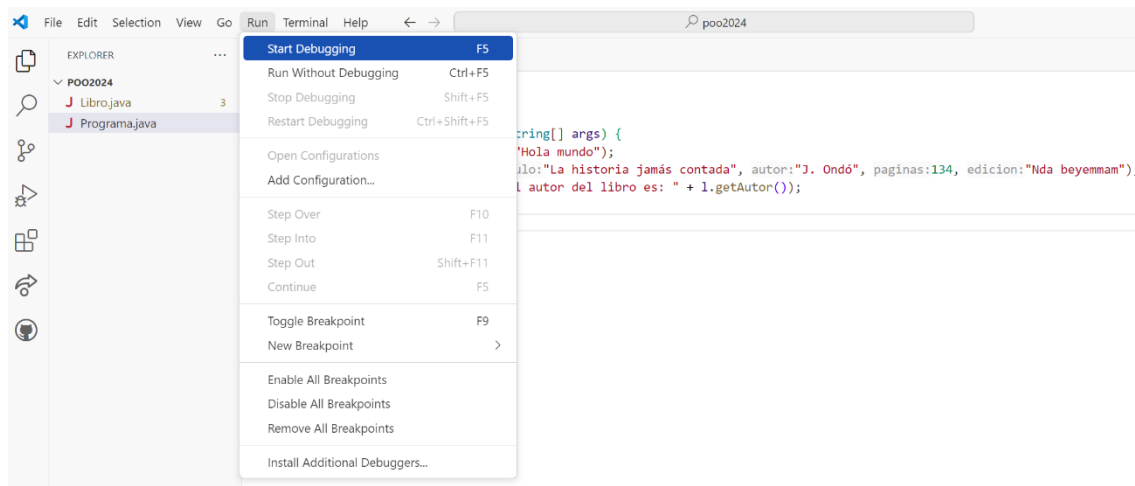 File Edit Selection View Go Run Terminal Help ← → poo2024
EXPLORER ...
POO2024
J Libro.java 3
J Programa.java
Start Debugging F5
Run Without Debugging Ctrl+F5
Stop Debugging Shift+F5
Restart Debugging Ctrl+Shift+F5
Open Configurations
Add Configuration...
Step Over F10
Step Into F11
Step Out Shift+F11
Continue F5
Toggle Breakpoint F9
New Breakpoint >
Enable All Breakpoints
Disable All Breakpoints
Remove All Breakpoints
Install Additional Debuggers...
tring[] args) {
"Hola mundo");
ulo:"La historia jamás contada", autor:"J. Ondó", paginas:134, edicion:"Nda beyemmam")
l autor del libro es: " + l.getAutor());